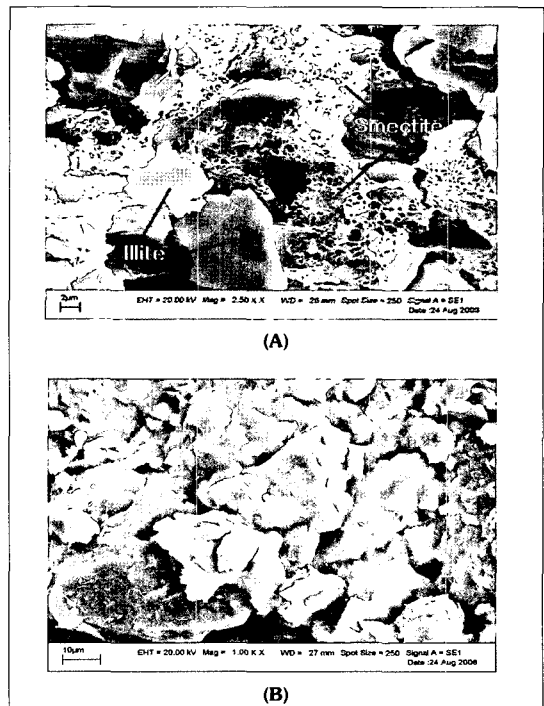 Smectite
Illite
2µm
EHT = 20.00 kV Mag = 2.50 K X WD = 26 mm Spot Size = 250 Signal A = SE1
Date :24 Aug 2006
(A)
10µm
EHT = 20.00 kV Mag = 1.00 K X WD = 27 mm Spot Size = 250 Signal A = SE1
Date :24 Aug 2006
(B)